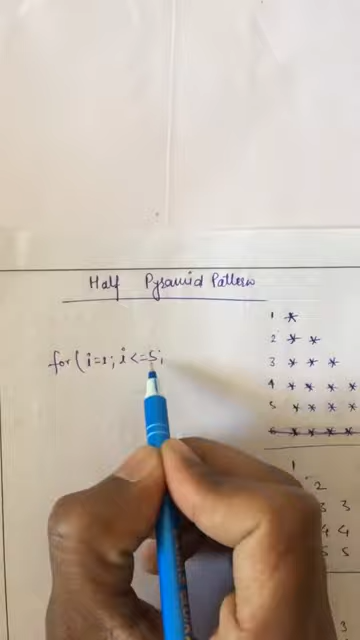 Half Pyramid Pattern
for( i=1; i <=5;
1 *
2 * *
3 * * *
4 * * * *
5 * * * *
6 * * * *
1
2
3 3
4 4
5 5
3